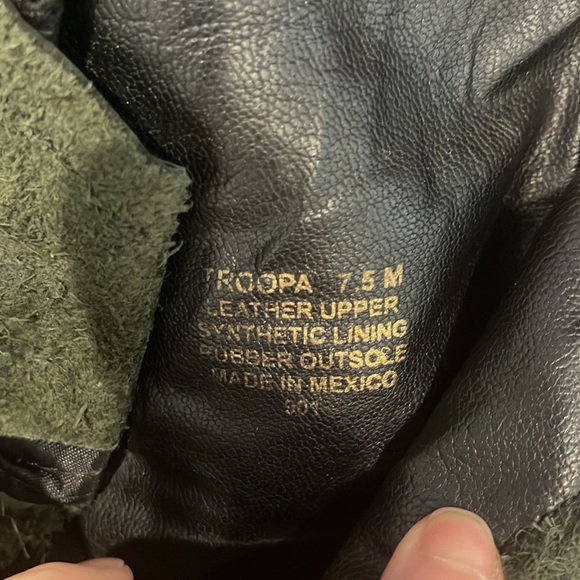 TROOPA 7.5 M
LEATHER UPPER
SYNTHETIC LINING
RUBBER OUTSOLE
MADE IN MEXICO